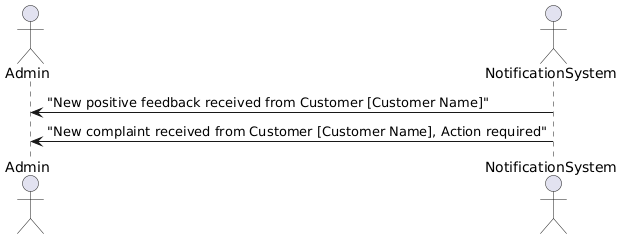 Admin
NotificationSystem
"New positive feedback received from Customer [Customer Name]"
"New complaint received from Customer [Customer Name], Action required"
Admin
NotificationSystem